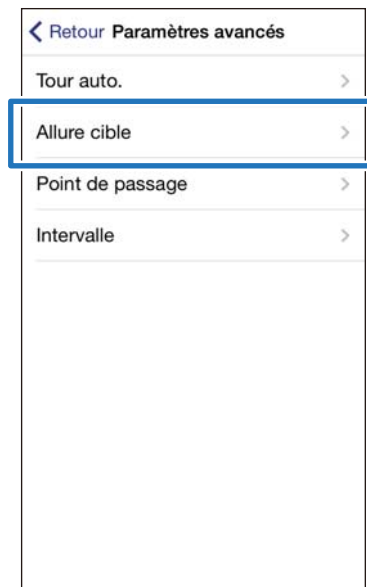 Retour Paramètres avancés
Tour auto.
Allure cible
Point de passage
Intervalle